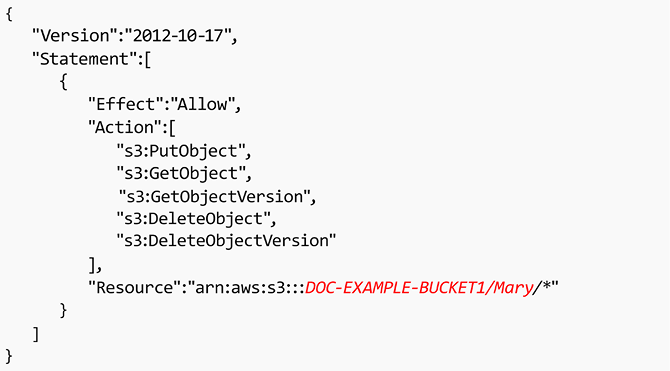 {
"Version":"2012-10-17",
"Statement":[
{
"Effect":"Allow",
"Action":[
"s3:PutObject",
"s3:GetObject",
"s3:GetObjectVersion",
"s3:DeleteObject",
"s3:DeleteObjectVersion"
],
"Resource":"arn:aws:s3:::DOC-EXAMPLE-BUCKET1/Mary/*"
}
]
}